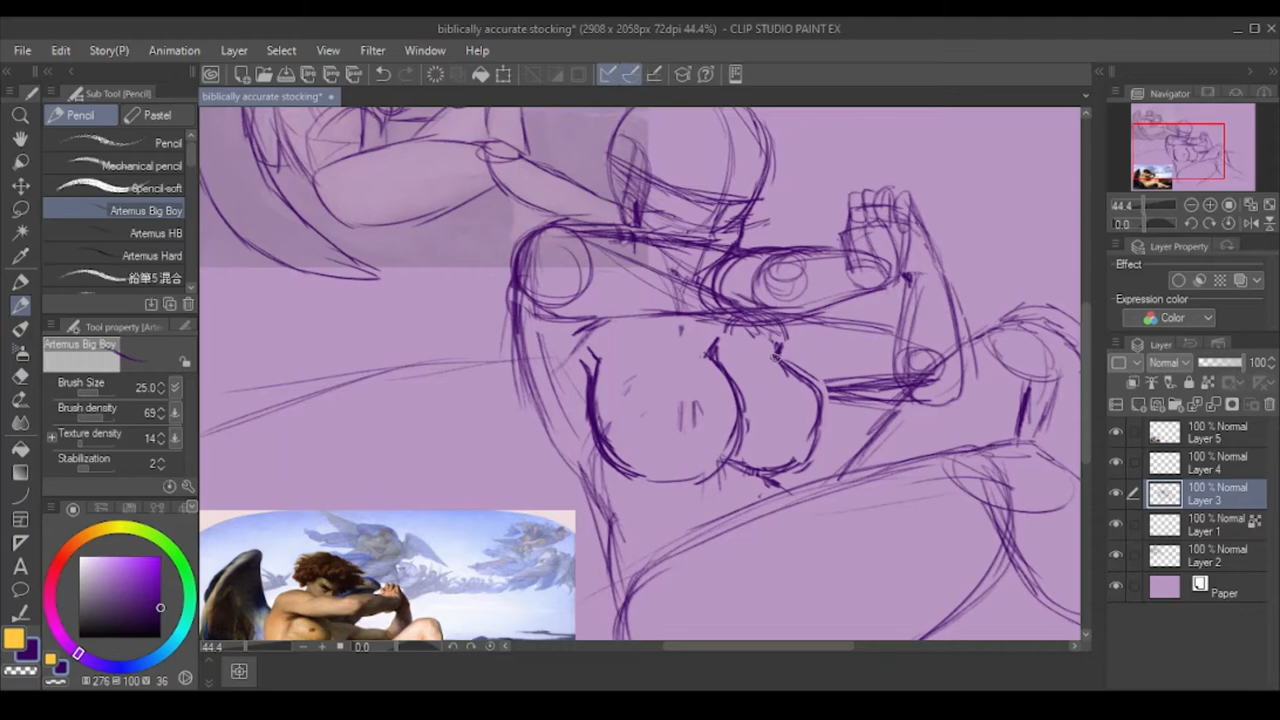 biblically accurate stocking* (2908 x 2058px 72dpi 44.4%) - CLIP STUDIO PAINT EX
File Edit Story(P) Animation Layer Select View Filter Window Help
biblically accurate stocking*
Sub Tool [Pencil]
Pencil Pastel
Pencil
Mechanical pencil
Spencil-soft
Artemus Big Boy
Artemus HB
Artemus Hard
鉛筆5 混合
Tool property [Arte
Artemus Big Boy
Brush Size 25.0
Brush density 69
Texture density 14
Stabilization 2
276 100 V 36
44.4 0.0
Navigator
44.4
0.0
Layer Property
Effect
Expression color
Color
Layer
Normal 100
100 % Normal
Layer 5
100 % Normal
Layer 4
100 % Normal
Layer 3
100 % Normal
Layer 1
100 % Normal
Layer 2
Paper